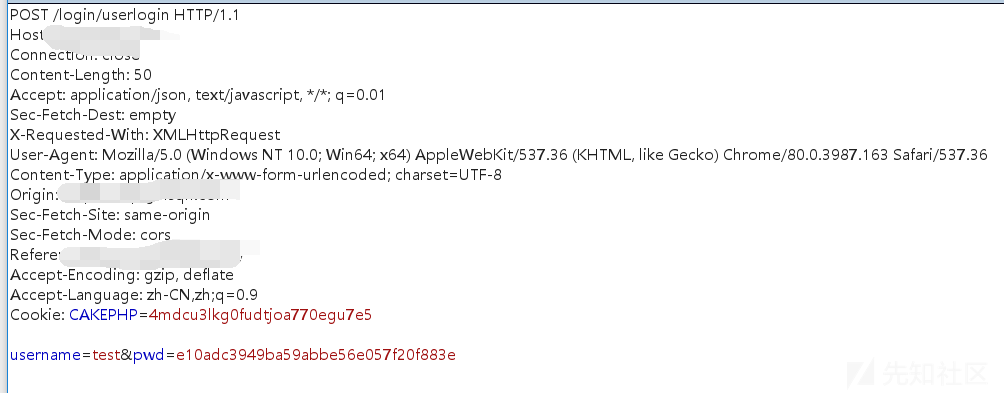 POST /login/userlogin HTTP/1.1
Host
Connection: close
Content-Length: 50
Accept: application/json, text/javascript, */*; q=0.01
Sec-Fetch-Dest: empty
X-Requested-With: XMLHttpRequest
User-Agent: Mozilla/5.0 (Windows NT 10.0; Win64; x64) AppleWebKit/537.36 (KHTML, like Gecko) Chrome/80.0.3987.163 Safari/537.36
Content-Type: application/x-www-form-urlencoded; charset=UTF-8
Origin:
Sec-Fetch-Site: same-origin
Sec-Fetch-Mode: cors
Referer
Accept-Encoding: gzip, deflate
Accept-Language: zh-CN,zh;q=0.9
Cookie: CAKEPHP=4mdcu3lkg0fudtjoa770egu7e5
username=test&pwd=e10adc3949ba59abbe56e057f20f883e
先知社区